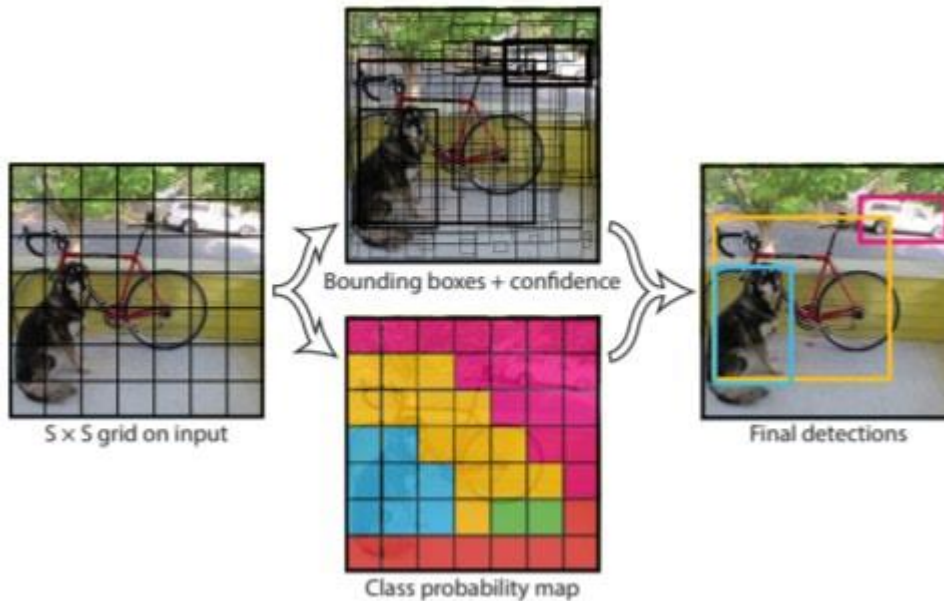 Bounding boxes + confidence
S × S grid on input
Final detections
Class probability map